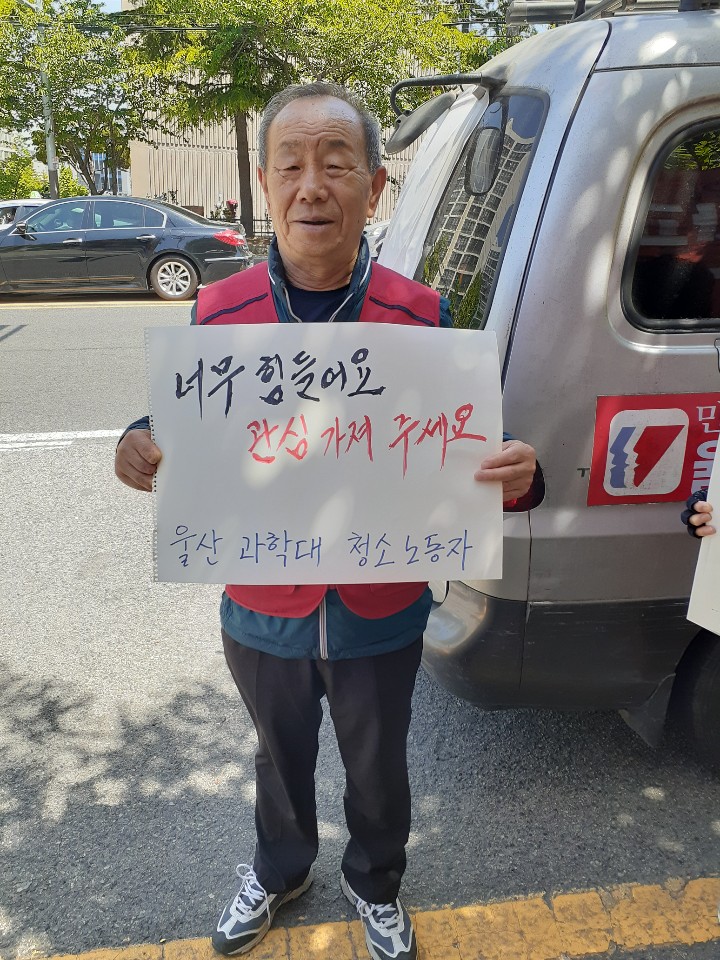 너무 힘들어요
관심 가져 주세요
울산 과학대 청소노동자
민